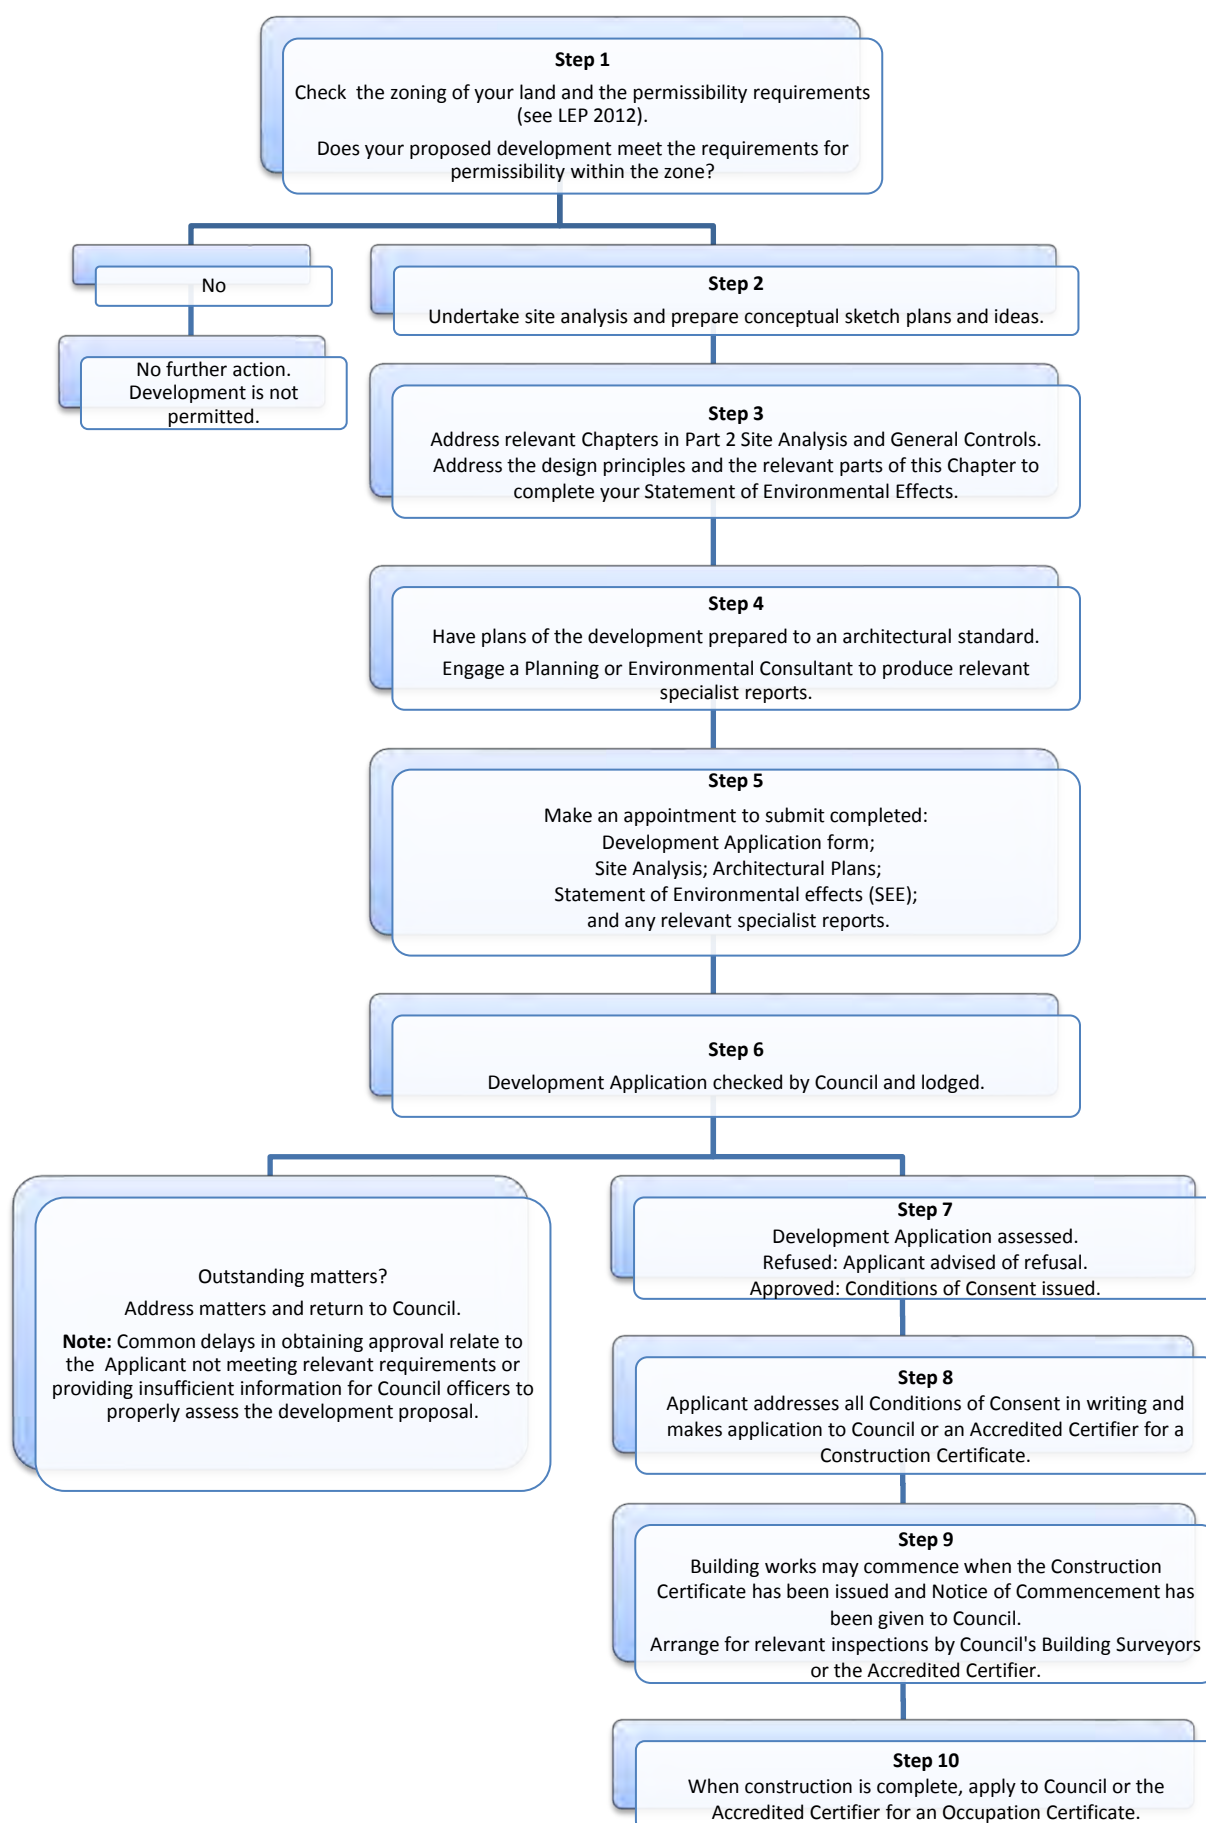 Step 1
Check  the zoning of your land and the permissibility requirements
(see LEP 2012).
Does your proposed development meet the requirements for
permissibility within the zone?
No
No further action.
Development is not
permitted.
Step 2
Undertake site analysis and prepare conceptual sketch plans and ideas.
Step 3
Address relevant Chapters in Part 2 Site Analysis and General Controls.
Address the design principles and the relevant parts of this Chapter to
complete your Statement of Environmental Effects.
Step 4
Have plans of the development prepared to an architectural standard.
Engage a Planning or Environmental Consultant to produce relevant
specialist reports.
Step 5
Make an appointment to submit completed:
Development Application form;
Site Analysis; Architectural Plans;
Statement of Environmental effects (SEE);
and any relevant specialist reports.
Step 6
Development Application checked by Council and lodged.
Outstanding matters?
Address matters and return to Council.
Note: Common delays in obtaining approval relate to
the  Applicant not meeting relevant requirements or
providing insufficient information for Council officers to
properly assess the development proposal.
Step 7
Development Application assessed.
Refused: Applicant advised of refusal.
Approved: Conditions of Consent issued.
Step 8
Applicant addresses all Conditions of Consent in writing and
makes application to Council or an Accredited Certifier for a
Construction Certificate.
Step 9
Building works may commence when the Construction
Certificate has been issued and Notice of Commencement has
been given to Council.
Arrange for relevant inspections by Council's Building Surveyors
or the Accredited Certifier.
Step 10
When construction is complete, apply to Council or the
Accredited Certifier for an Occupation Certificate.